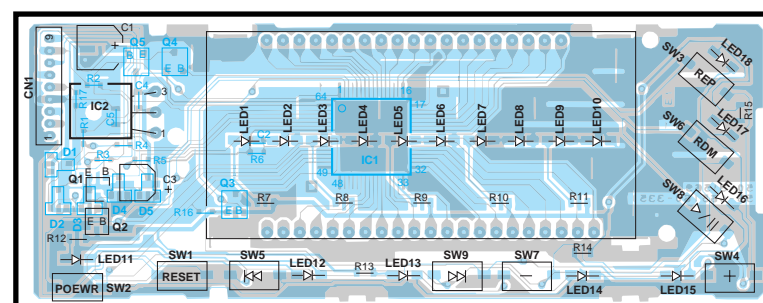 C1
Q5 Q4
B E
E B
CN1
9
1
R2
R17
IC2
C4
3
1
C5
R1
R4
R3
R5
D1
Q1
E B
C3
D4
D5
D2
Q2
E B
R12
R16
Q3
E B
64
1
16
17
IC1
49
48
33
32
LED1
LED2
LED3
LED4
LED5
LED6
LED7
LED8
LED9
LED10
C2
R6
R7
R8
R9
R10
R11
SW3
REP
LED18
R15
SW6
RDM
LED17
SW8
LED16
R14
LED11
SW1
RESET
SW5
LED12
R13
LED13
SW9
SW7
LED14
LED15
SW4
POEWR
SW2